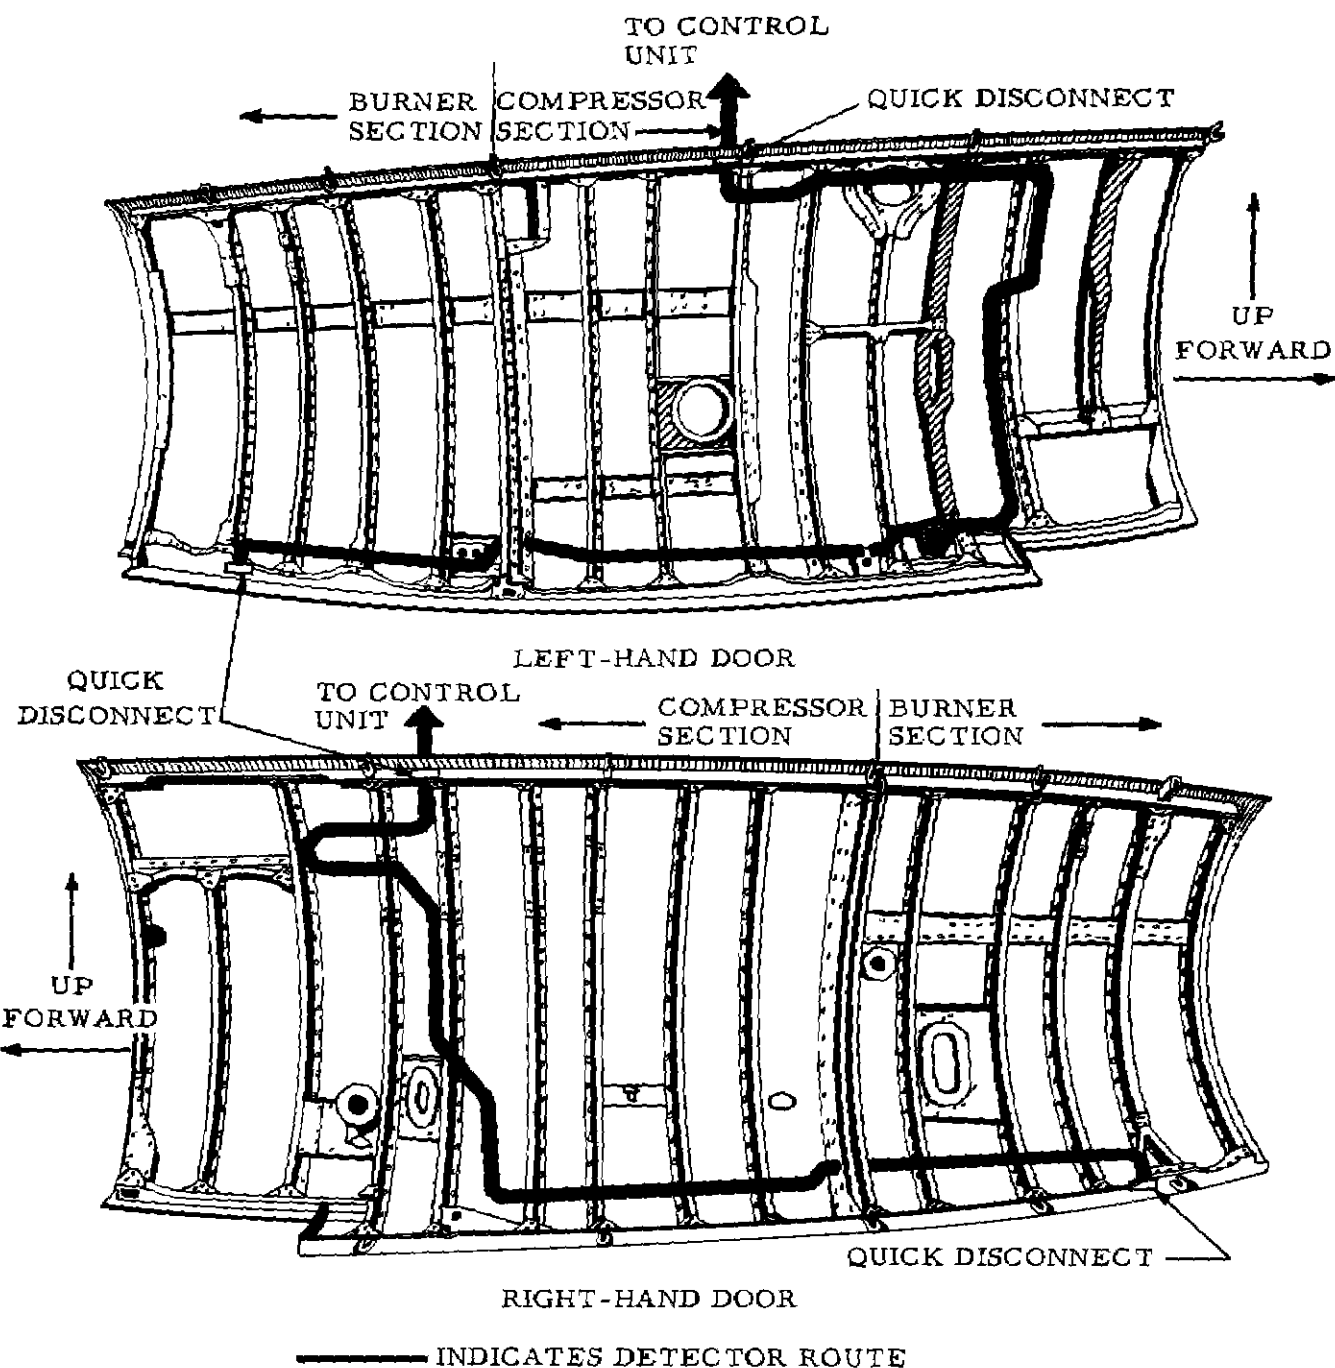 TO CONTROL
UNIT
BURNER COMPRESSOR
SECTION SECTION
QUICK DISCONNECT
UP
FORWARD
LEFT-HAND DOOR
QUICK
DISCONNECT
TO CONTROL
UNIT
COMPRESSOR BURNER
SECTION SECTION
UP
FORWARD
QUICK DISCONNECT
RIGHT-HAND DOOR
INDICATES DETECTOR ROUTE